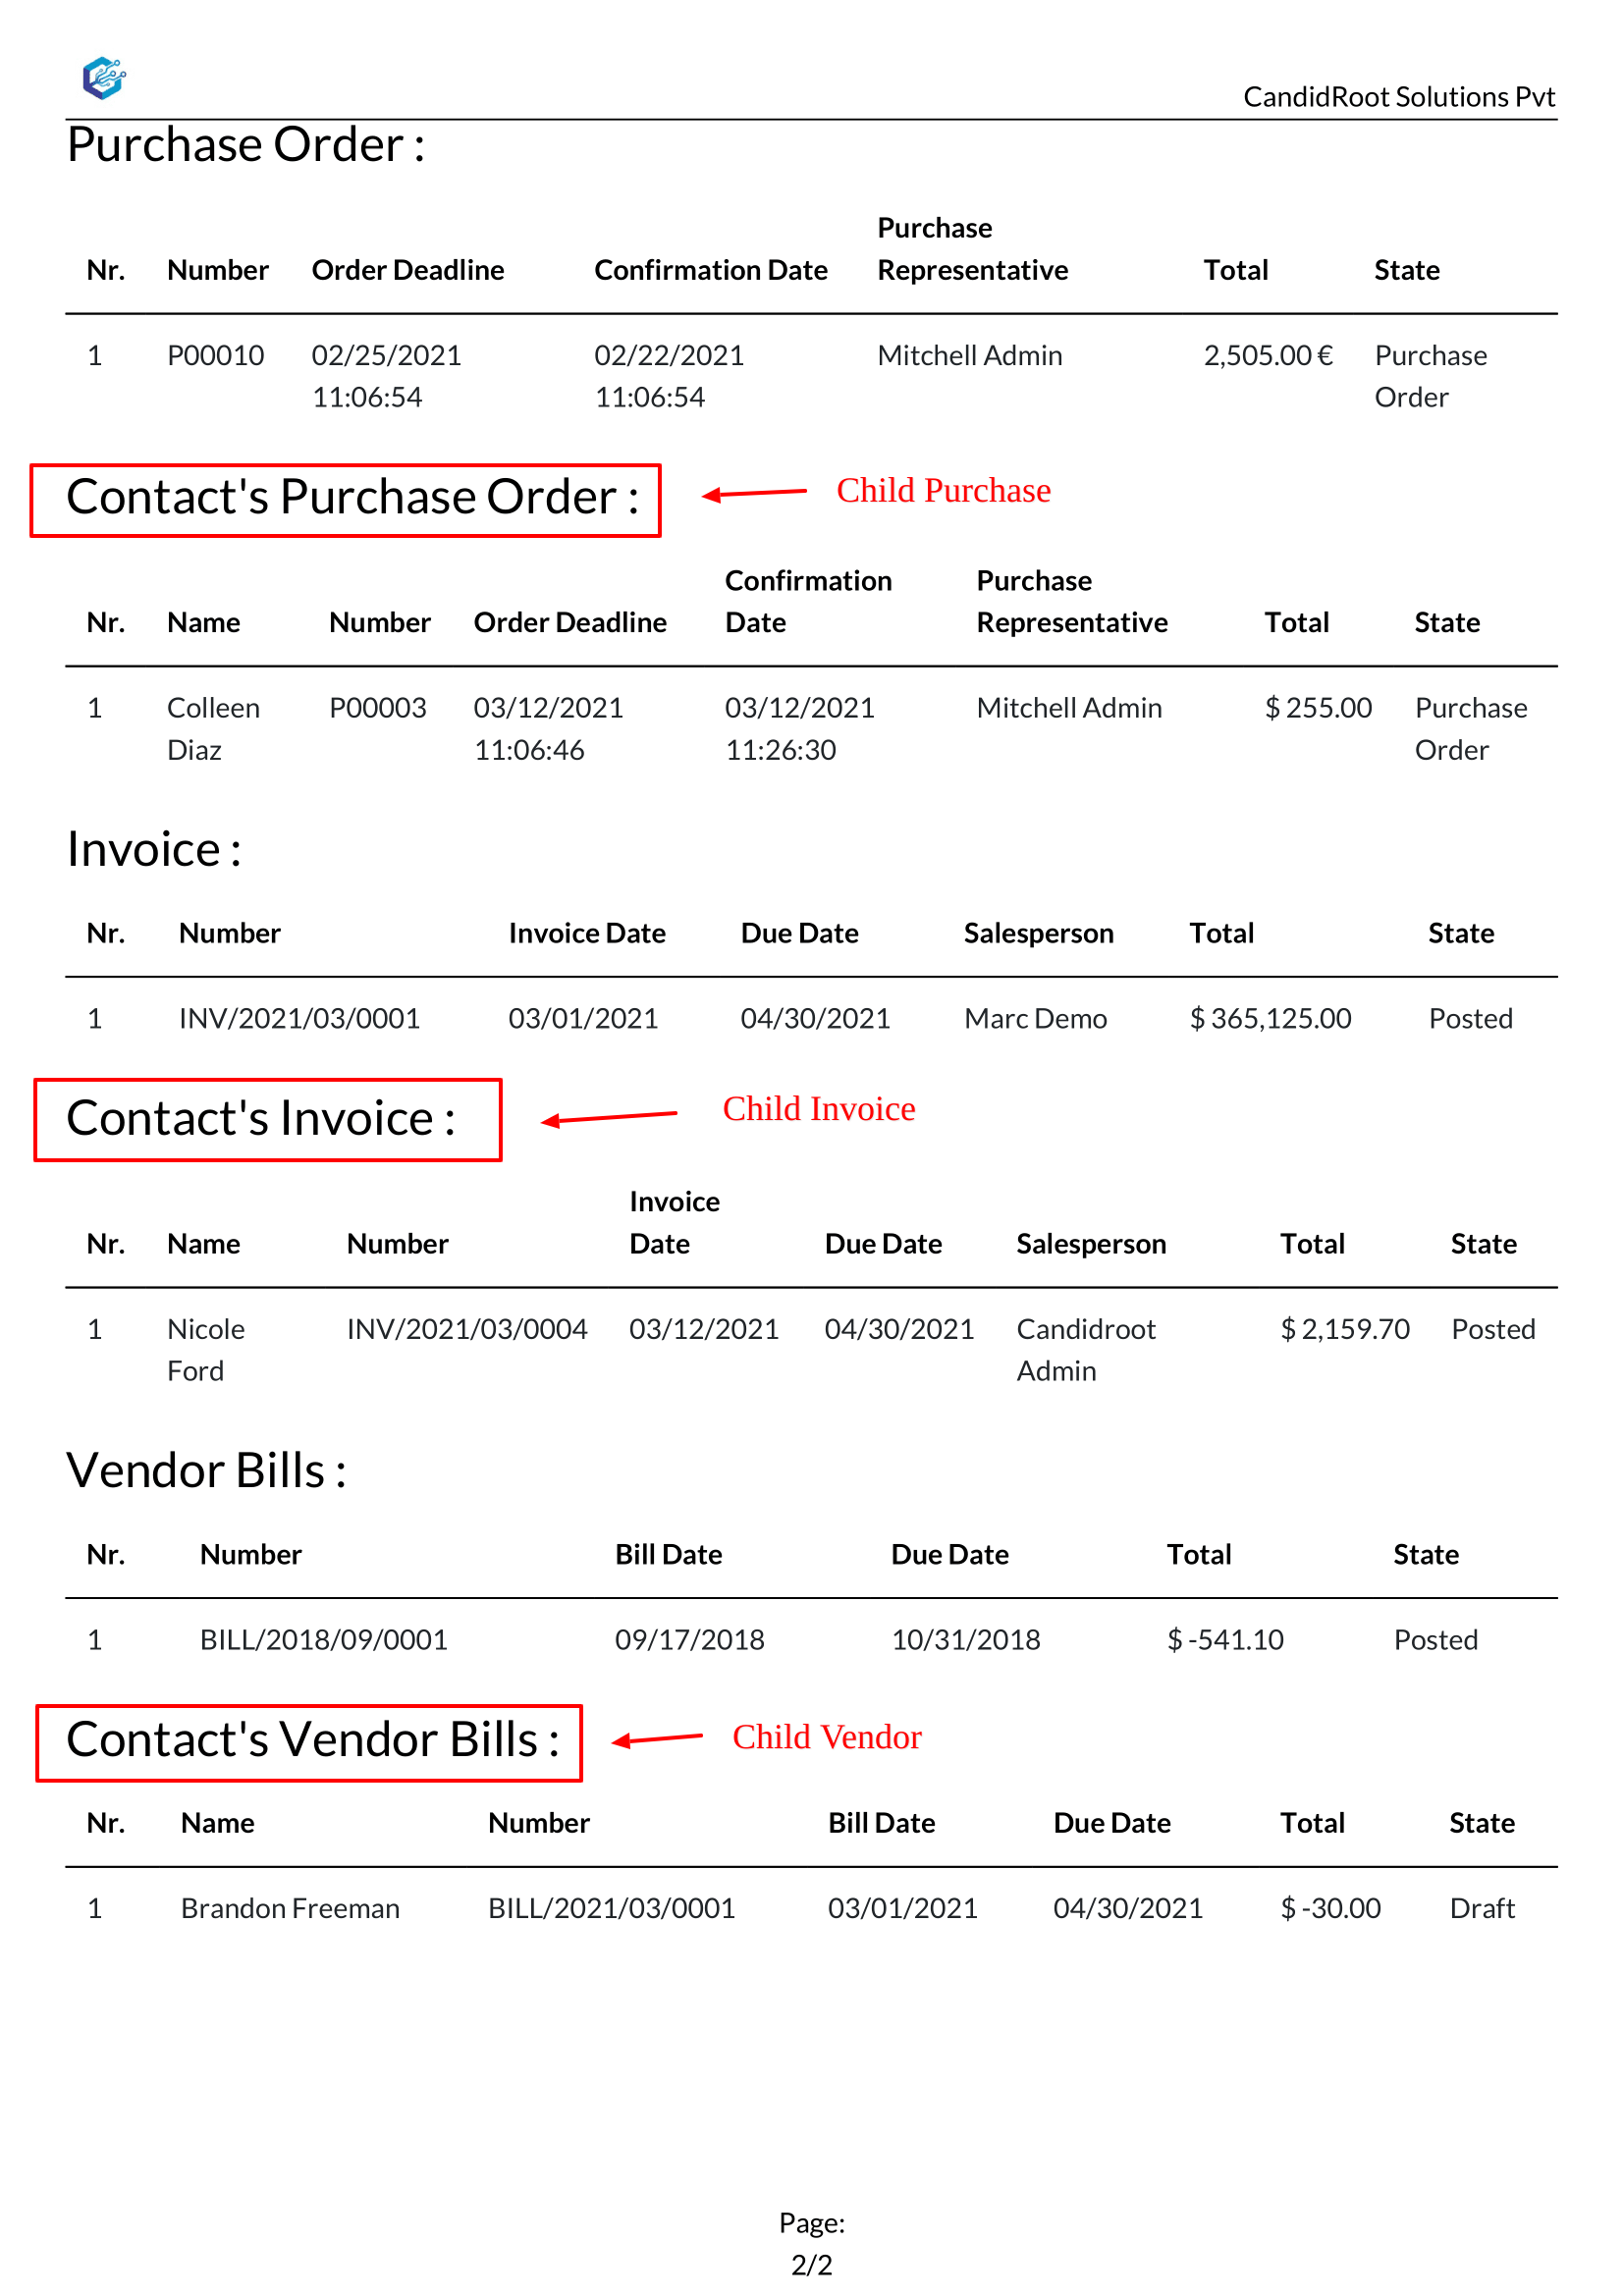 CandidRoot Solutions Pvt
Purchase Order :
Purchase
Nr. Number Order Deadline Confirmation Date Representative Total State
1 P00010 02/25/2021 02/22/2021 Mitchell Admin 2,505.00 € Purchase
11:06:54 11:06:54 Order
Contact's Purchase Order : Child Purchase
Confirmation Purchase
Nr. Name Number Order Deadline Date Representative Total State
1 Colleen P00003 03/12/2021 03/12/2021 Mitchell Admin $ 255.00 Purchase
Diaz 11:06:46 11:26:30 Order
Invoice :
Nr. Number Invoice Date Due Date Salesperson Total State
1 INV/2021/03/0001 03/01/2021 04/30/2021 Marc Demo $ 365,125.00 Posted
Contact's Invoice : Child Invoice
Invoice
Nr. Name Number Date Due Date Salesperson Total State
1 Nicole INV/2021/03/0004 03/12/2021 04/30/2021 Candidroot $ 2,159.70 Posted
Ford Admin
Vendor Bills :
Nr. Number Bill Date Due Date Total State
1 BILL/2018/09/0001 09/17/2018 10/31/2018 $ -541.10 Posted
Contact's Vendor Bills : Child Vendor
Nr. Name Number Bill Date Due Date Total State
1 Brandon Freeman BILL/2021/03/0001 03/01/2021 04/30/2021 $ -30.00 Draft
Page:
2/2